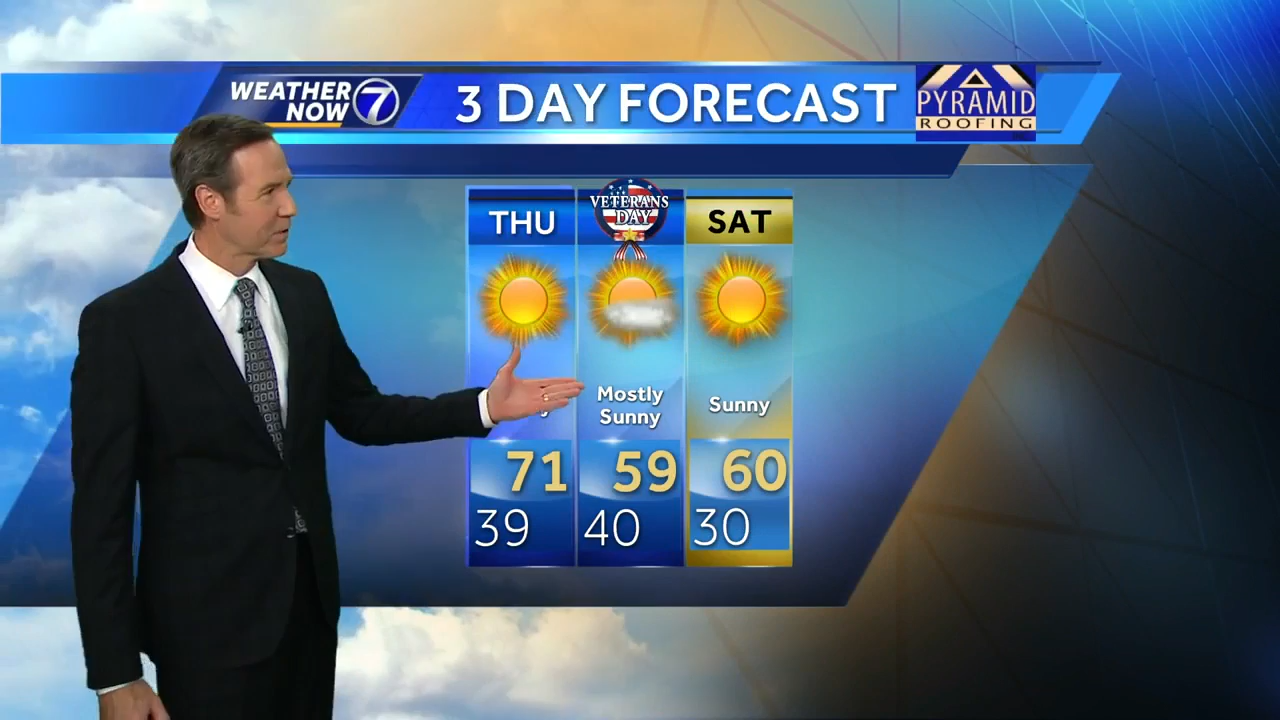 WEATHER
NOW 7
3 DAY FORECAST
PYRAMID
ROOFING
THU
VETERANS
DAY
SAT
Mostly
Sunny
Sunny
71
59
60
39
40
30